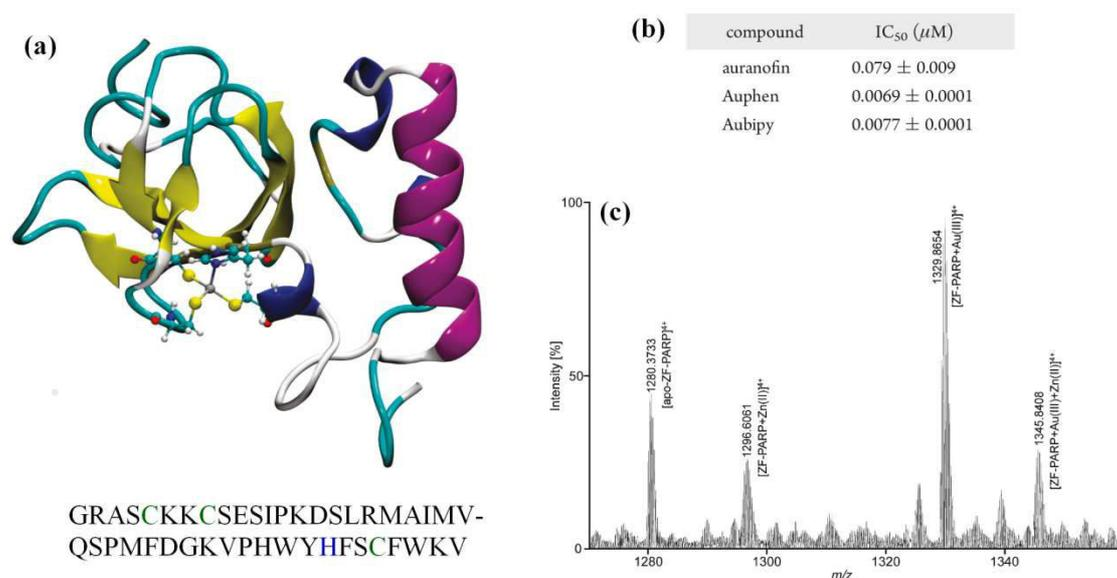 (a)
GRASCKKCSESIPKDSLRMAIMV-
QSPMFDGKVPHWYHFSCFWKV
(b)
compound IC₅₀ (μM)
auranofin 0.079 ± 0.009
Auphen 0.0069 ± 0.0001
Aubipy 0.0077 ± 0.0001
(c)
Intensity [%]
100
50
0
1280.3733
[apo-ZF-PARP]⁴⁺
1296.6061
[ZF-PARP+Zn(II)]⁴⁺
1329.8654
[ZF-PARP+Au(III)]⁴⁺
1345.8408
[ZF-PARP+Au(III)+Zn(II)]⁴⁺
1280 1300 1320 1340
m/z